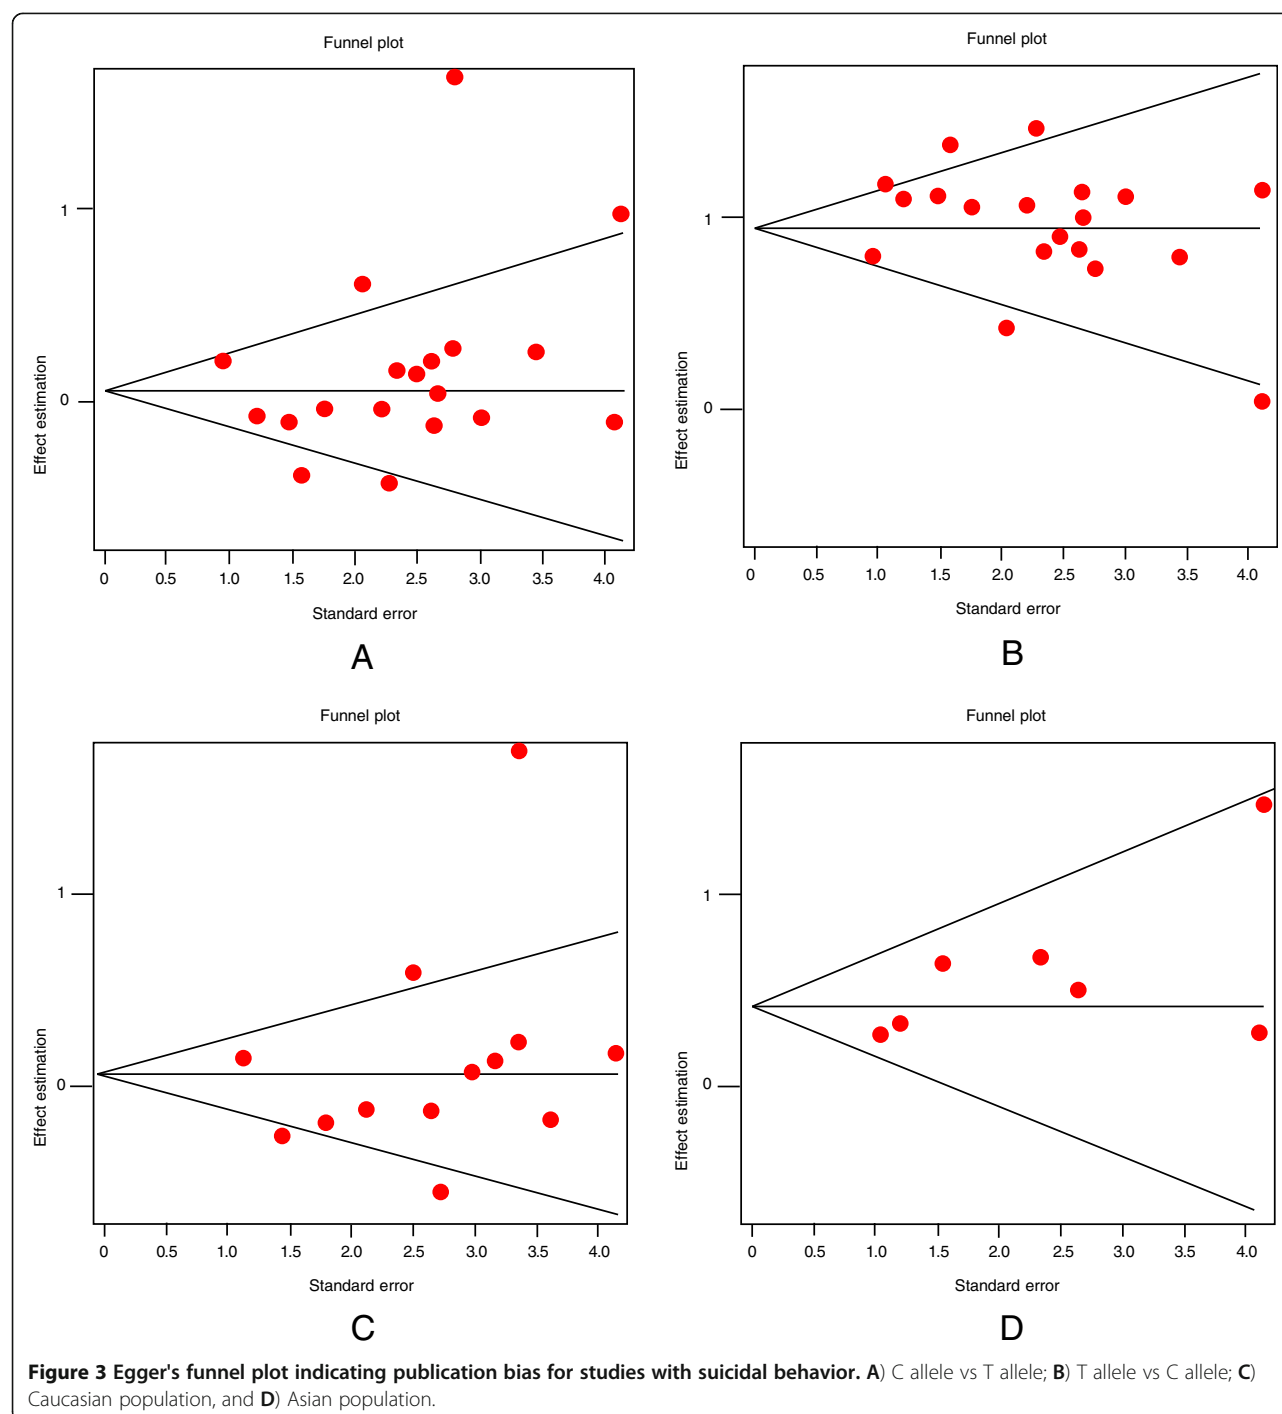 Funnel plot
1
0
Effect estimation
0 0.5 1.0 1.5 2.0 2.5 3.0 3.5 4.0
Standard error
A
Funnel plot
1
0
Effect estimation
0 0.5 1.0 1.5 2.0 2.5 3.0 3.5 4.0
Standard error
B
Funnel plot
1
0
Effect estimation
0 0.5 1.0 1.5 2.0 2.5 3.0 3.5 4.0
Standard error
C
Funnel plot
1
0
Effect estimation
0 0.5 1.0 1.5 2.0 2.5 3.0 3.5 4.0
Standard error
D
Figure 3 Egger's funnel plot indicating publication bias for studies with suicidal behavior. A) C allele vs T allele; B) T allele vs C allele; C)
Caucasian population, and D) Asian population.